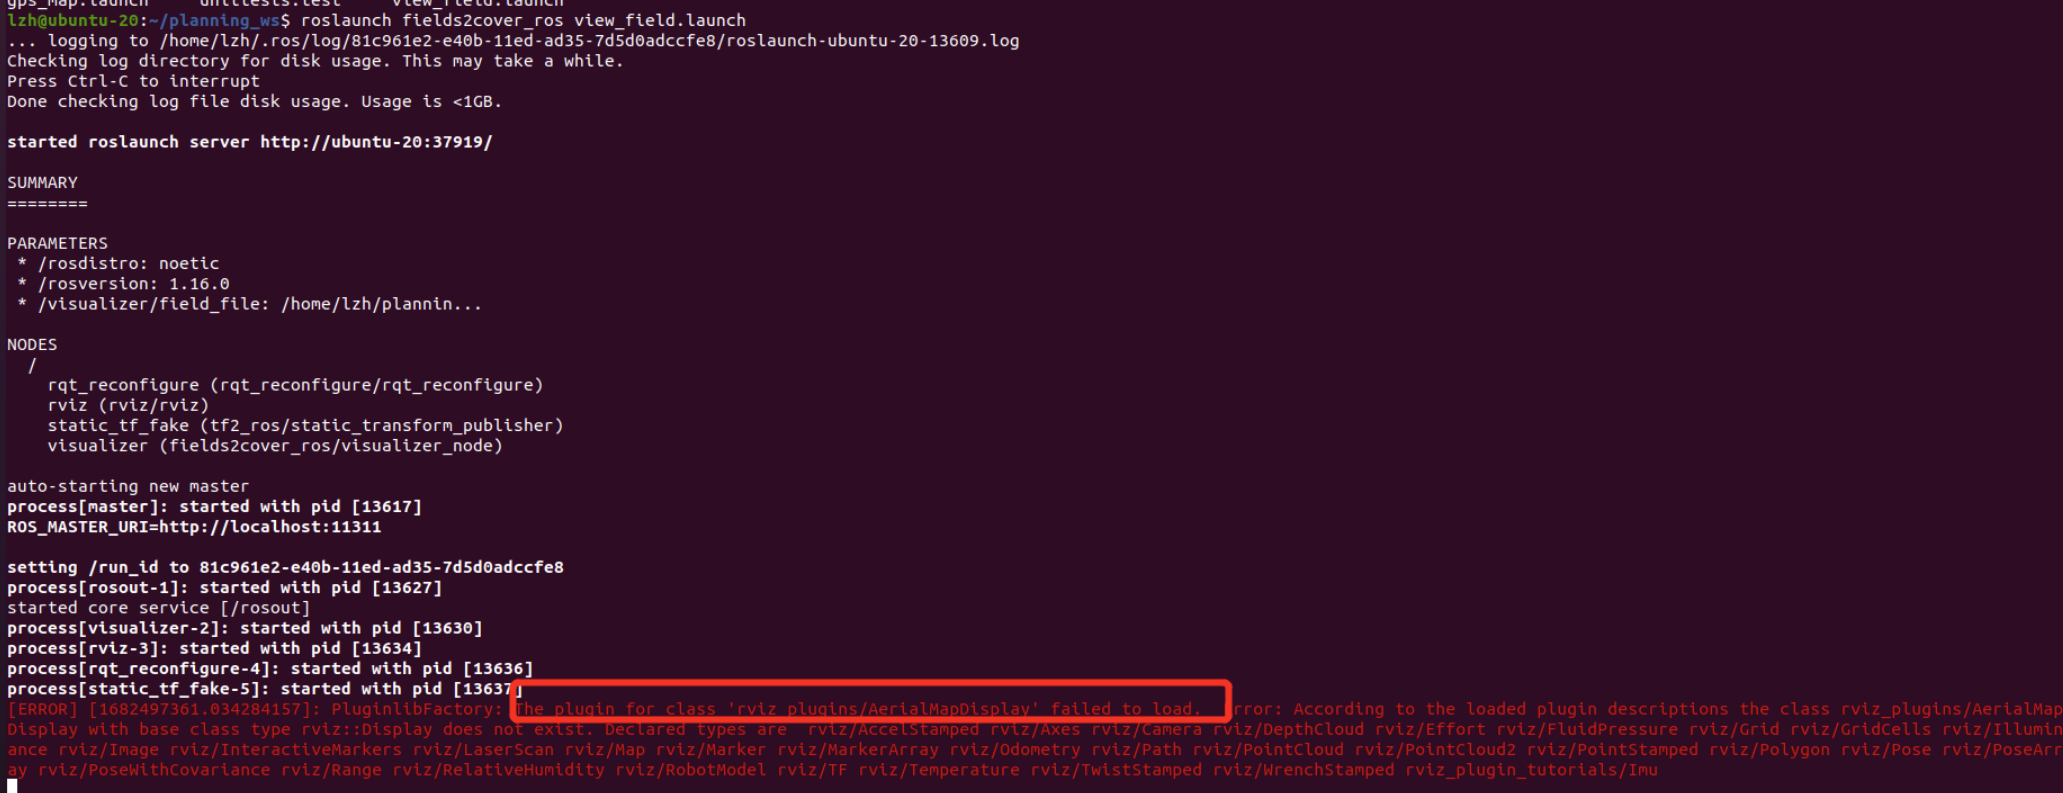 gps_map.launch     unittests.test     view_field.launch
lzh@ubuntu-20:~/planning_ws$ roslaunch fields2cover_ros view_field.launch
... logging to /home/lzh/.ros/log/81c961e2-e40b-11ed-ad35-7d5d0adccfe8/roslaunch-ubuntu-20-13609.log
Checking log directory for disk usage. This may take a while.
Press Ctrl-C to interrupt
Done checking log file disk usage. Usage is <1GB.
started roslaunch server http://ubuntu-20:37919/
SUMMARY
========
PARAMETERS
 * /rosdistro: noetic
 * /rosversion: 1.16.0
 * /visualizer/field_file: /home/lzh/plannin...
NODES
  /
    rqt_reconfigure (rqt_reconfigure/rqt_reconfigure)
    rviz (rviz/rviz)
    static_tf_fake (tf2_ros/static_transform_publisher)
    visualizer (fields2cover_ros/visualizer_node)
auto-starting new master
process[master]: started with pid [13617]
ROS_MASTER_URI=http://localhost:11311
setting /run_id to 81c961e2-e40b-11ed-ad35-7d5d0adccfe8
process[rosout-1]: started with pid [13627]
started core service [/rosout]
process[visualizer-2]: started with pid [13630]
process[rviz-3]: started with pid [13634]
process[rqt_reconfigure-4]: started with pid [13636]
process[static_tf_fake-5]: started with pid [13637]
[ERROR] [1682497361.034284157]: PluginlibFactory: The plugin for class 'rviz_plugins/AerialMapDisplay' failed to load.  Error: According to the loaded plugin descriptions the class rviz_plugins/AerialMap
Display with base class type rviz::Display does not exist. Declared types are  rviz/AccelStamped rviz/Axes rviz/Camera rviz/DepthCloud rviz/Effort rviz/FluidPressure rviz/Grid rviz/GridCells rviz/Illumin
ance rviz/Image rviz/InteractiveMarkers rviz/LaserScan rviz/Map rviz/Marker rviz/MarkerArray rviz/Odometry rviz/Path rviz/PointCloud rviz/PointCloud2 rviz/PointStamped rviz/Polygon rviz/Pose rviz/PoseArr
ay rviz/PoseWithCovariance rviz/Range rviz/RelativeHumidity rviz/RobotModel rviz/TF rviz/Temperature rviz/TwistStamped rviz/WrenchStamped rviz_plugin_tutorials/Imu